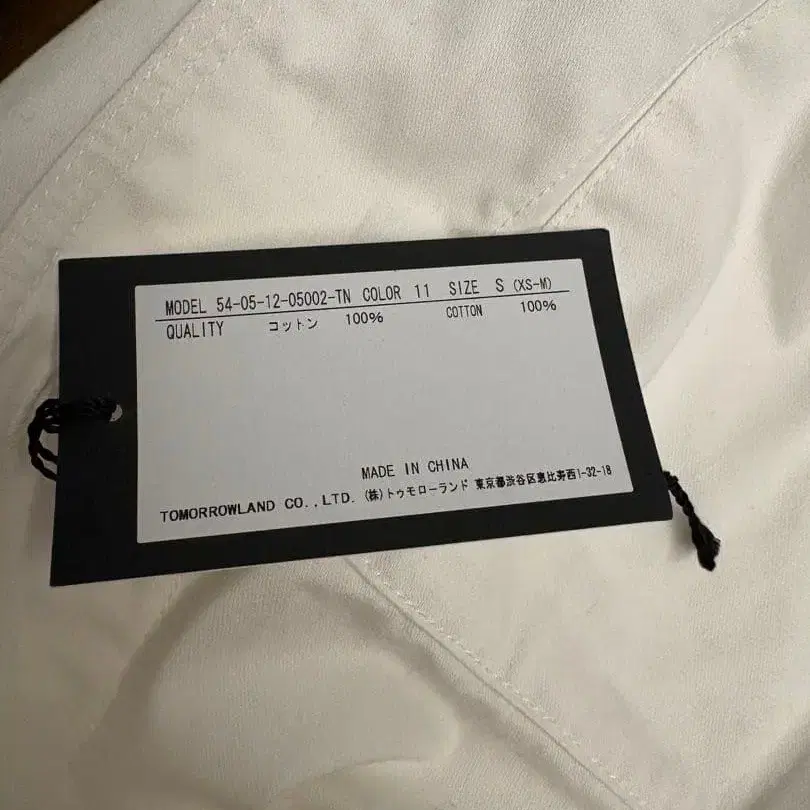 MODEL 54-05-12-05002-TN COLOR 11 SIZE S (XS-M)
QUALITY コットン 100% COTTON 100%
MADE IN CHINA
TOMORROWLAND CO.,LTD. (株)トゥモローランド 東京都渋谷区恵比寿西1-32-18